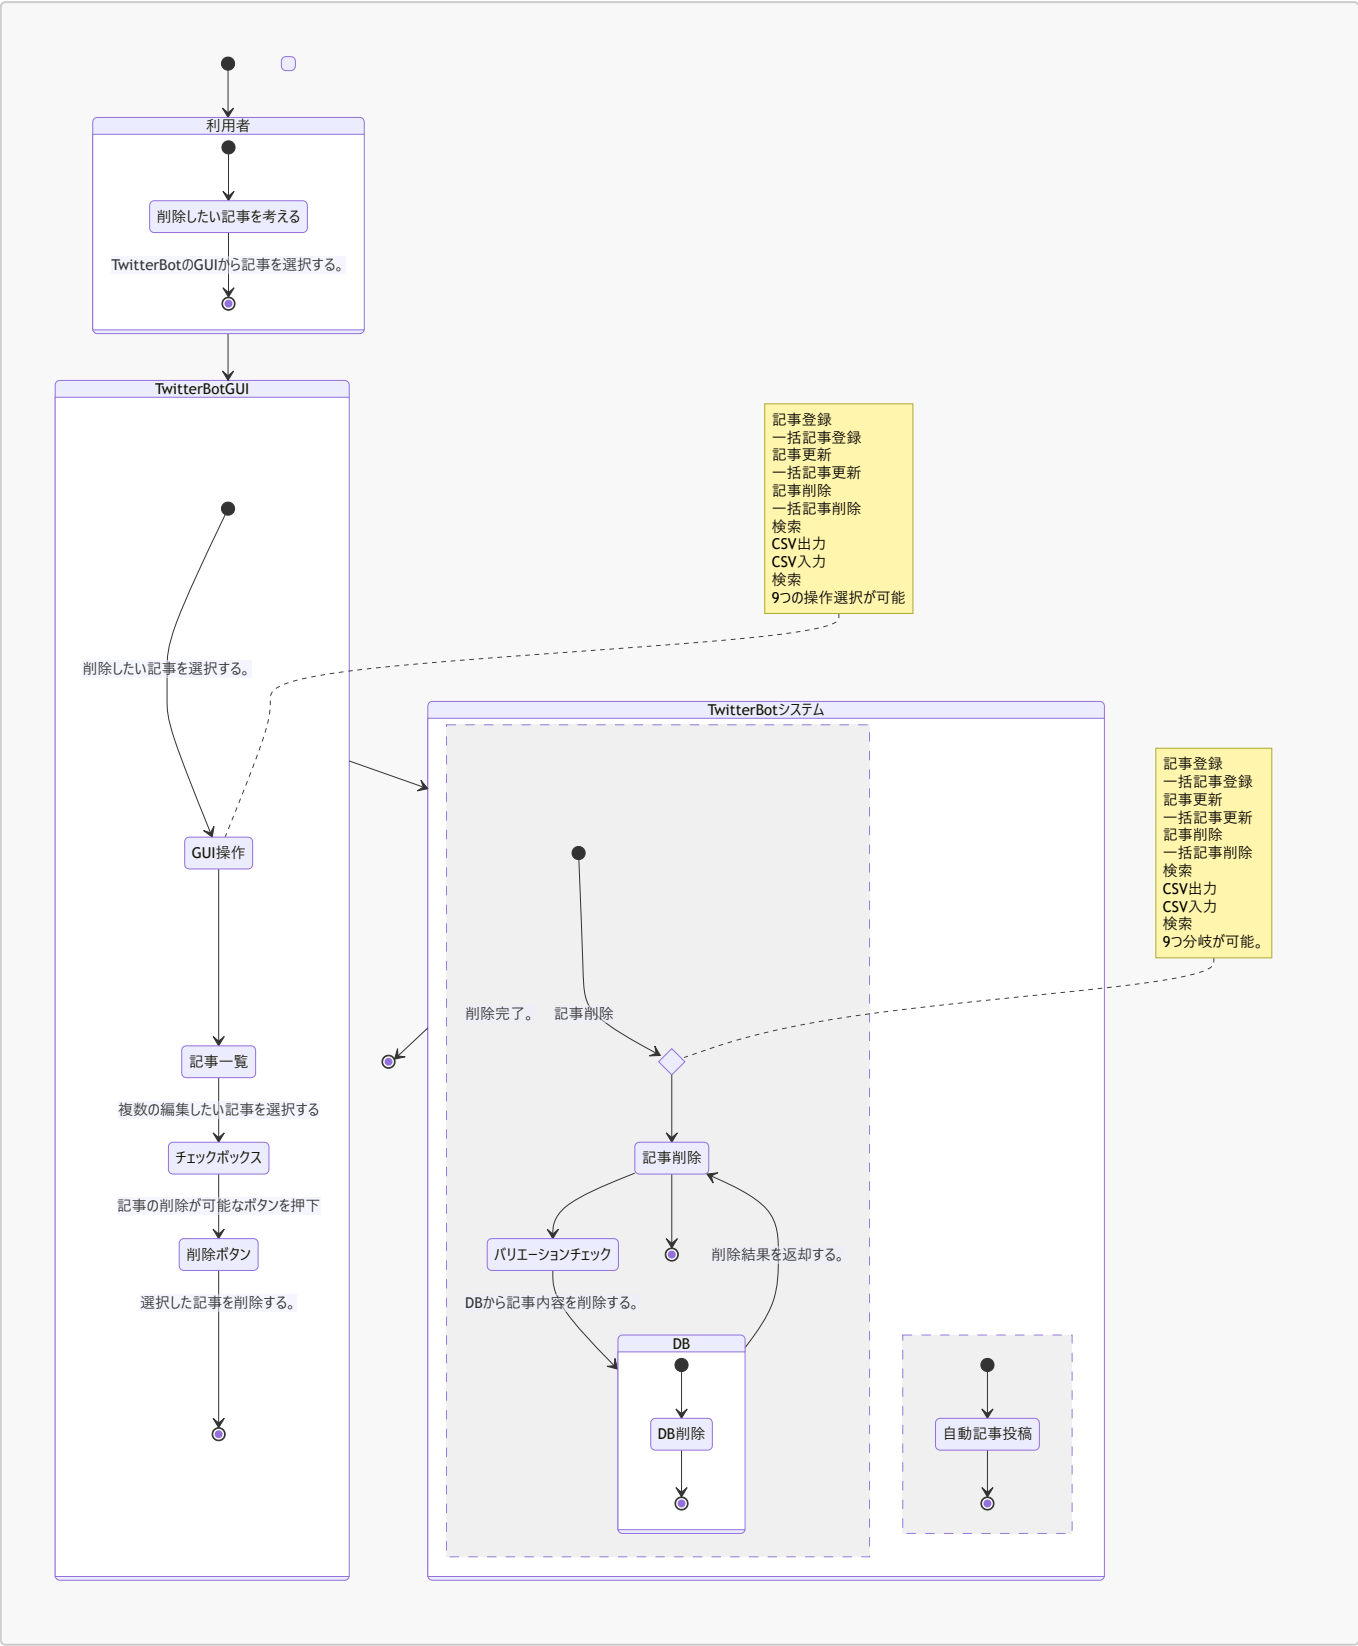 利用者
削除したい記事を考える
TwitterBotのGUIから記事を選択する。
TwitterBotGUI
削除したい記事を選択する。
GUI操作
記事一覧
複数の編集したい記事を選択する
チェックボックス
記事の削除が可能なボタンを押下
削除ボタン
選択した記事を削除する。
記事登録
一括記事登録
記事更新
一括記事更新
記事削除
一括記事削除
検索
CSV出力
CSV入力
検索
9つの操作選択が可能
TwitterBotシステム
削除完了。
記事削除
記事削除
バリエーションチェック
削除結果を返却する。
DBから記事内容を削除する。
DB
DB削除
自動記事投稿
記事登録
一括記事登録
記事更新
一括記事更新
記事削除
一括記事削除
検索
CSV出力
CSV入力
検索
9つ分岐が可能。